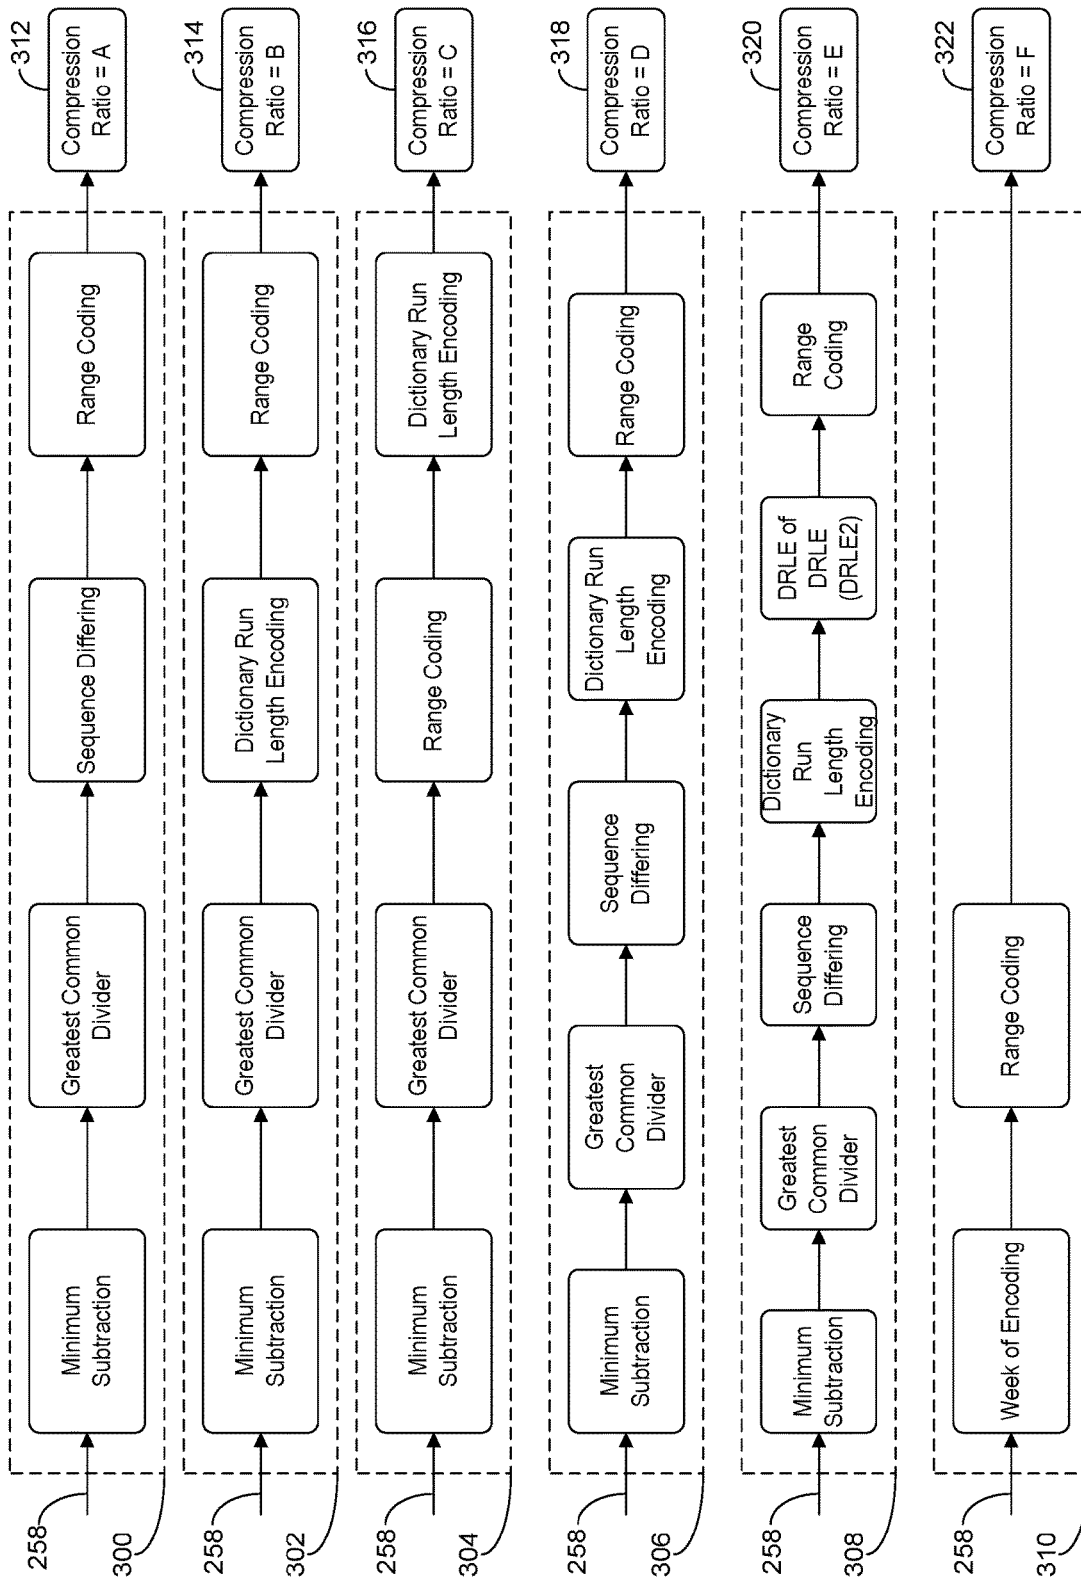 258
300
Minimum
Subtraction
Greatest Common
Divider
Sequence Differing
Range Coding
Compression
Ratio = A
312
258
302
Minimum
Subtraction
Greatest Common
Divider
Dictionary Run
Length Encoding
Range Coding
Compression
Ratio = B
314
258
304
Minimum
Subtraction
Greatest Common
Divider
Range Coding
Dictionary Run
Length Encoding
Compression
Ratio = C
316
258
306
Minimum
Subtraction
Greatest
Common
Divider
Sequence
Differing
Dictionary Run
Length
Encoding
Range Coding
Compression
Ratio = D
318
258
308
Minimum
Subtraction
Greatest
Common
Divider
Sequence
Differing
Dictionary
Run
Length
Encoding
DRLE of
DRLE
(DRLE2)
Range
Coding
Compression
Ratio = E
320
258
310
Week of Encoding
Range Coding
Compression
Ratio = F
322